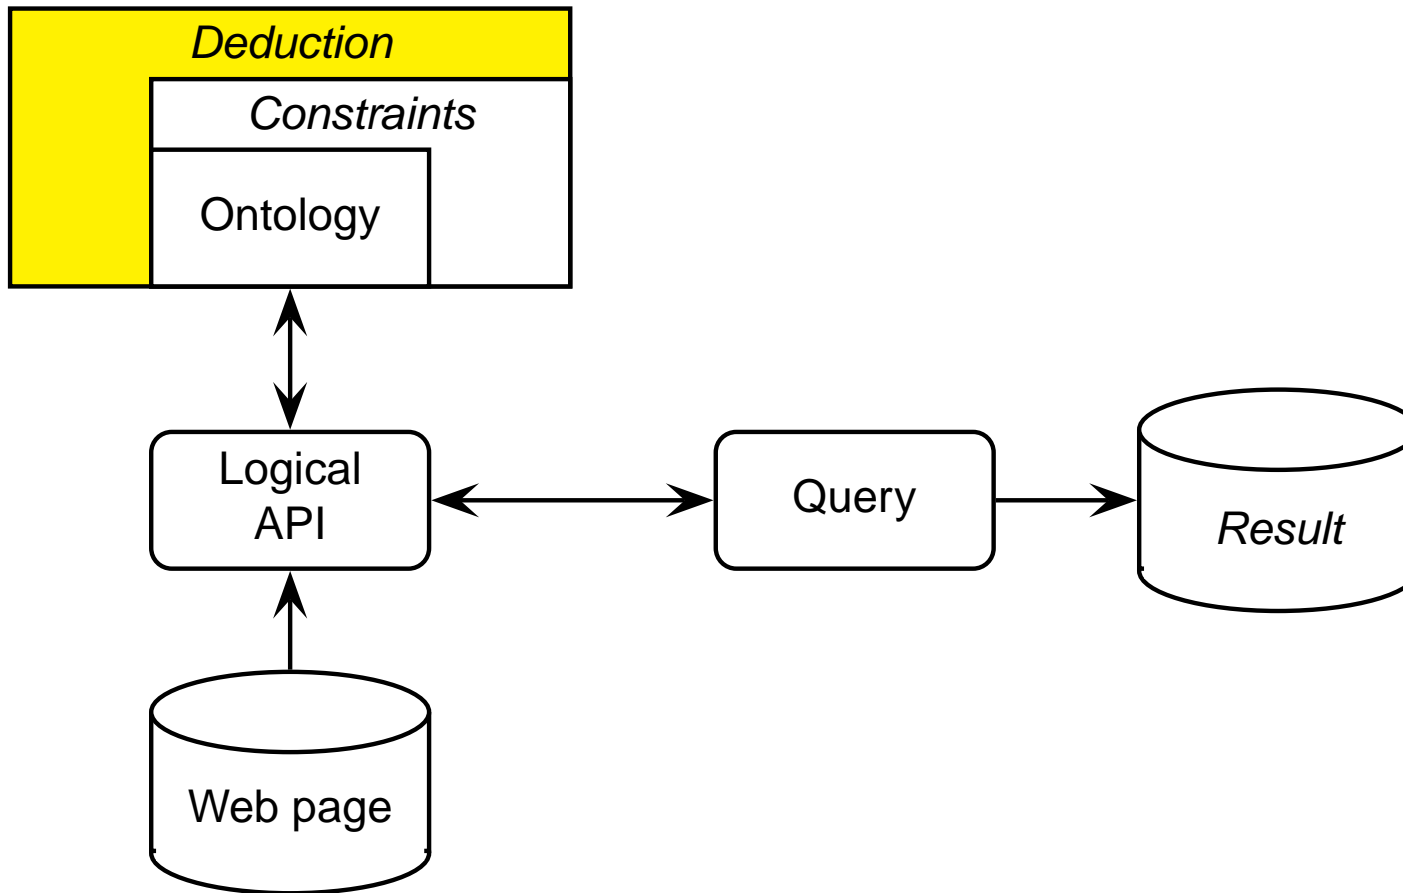 Deduction
Constraints
Ontology
Logical
API
Query
Result
Web page